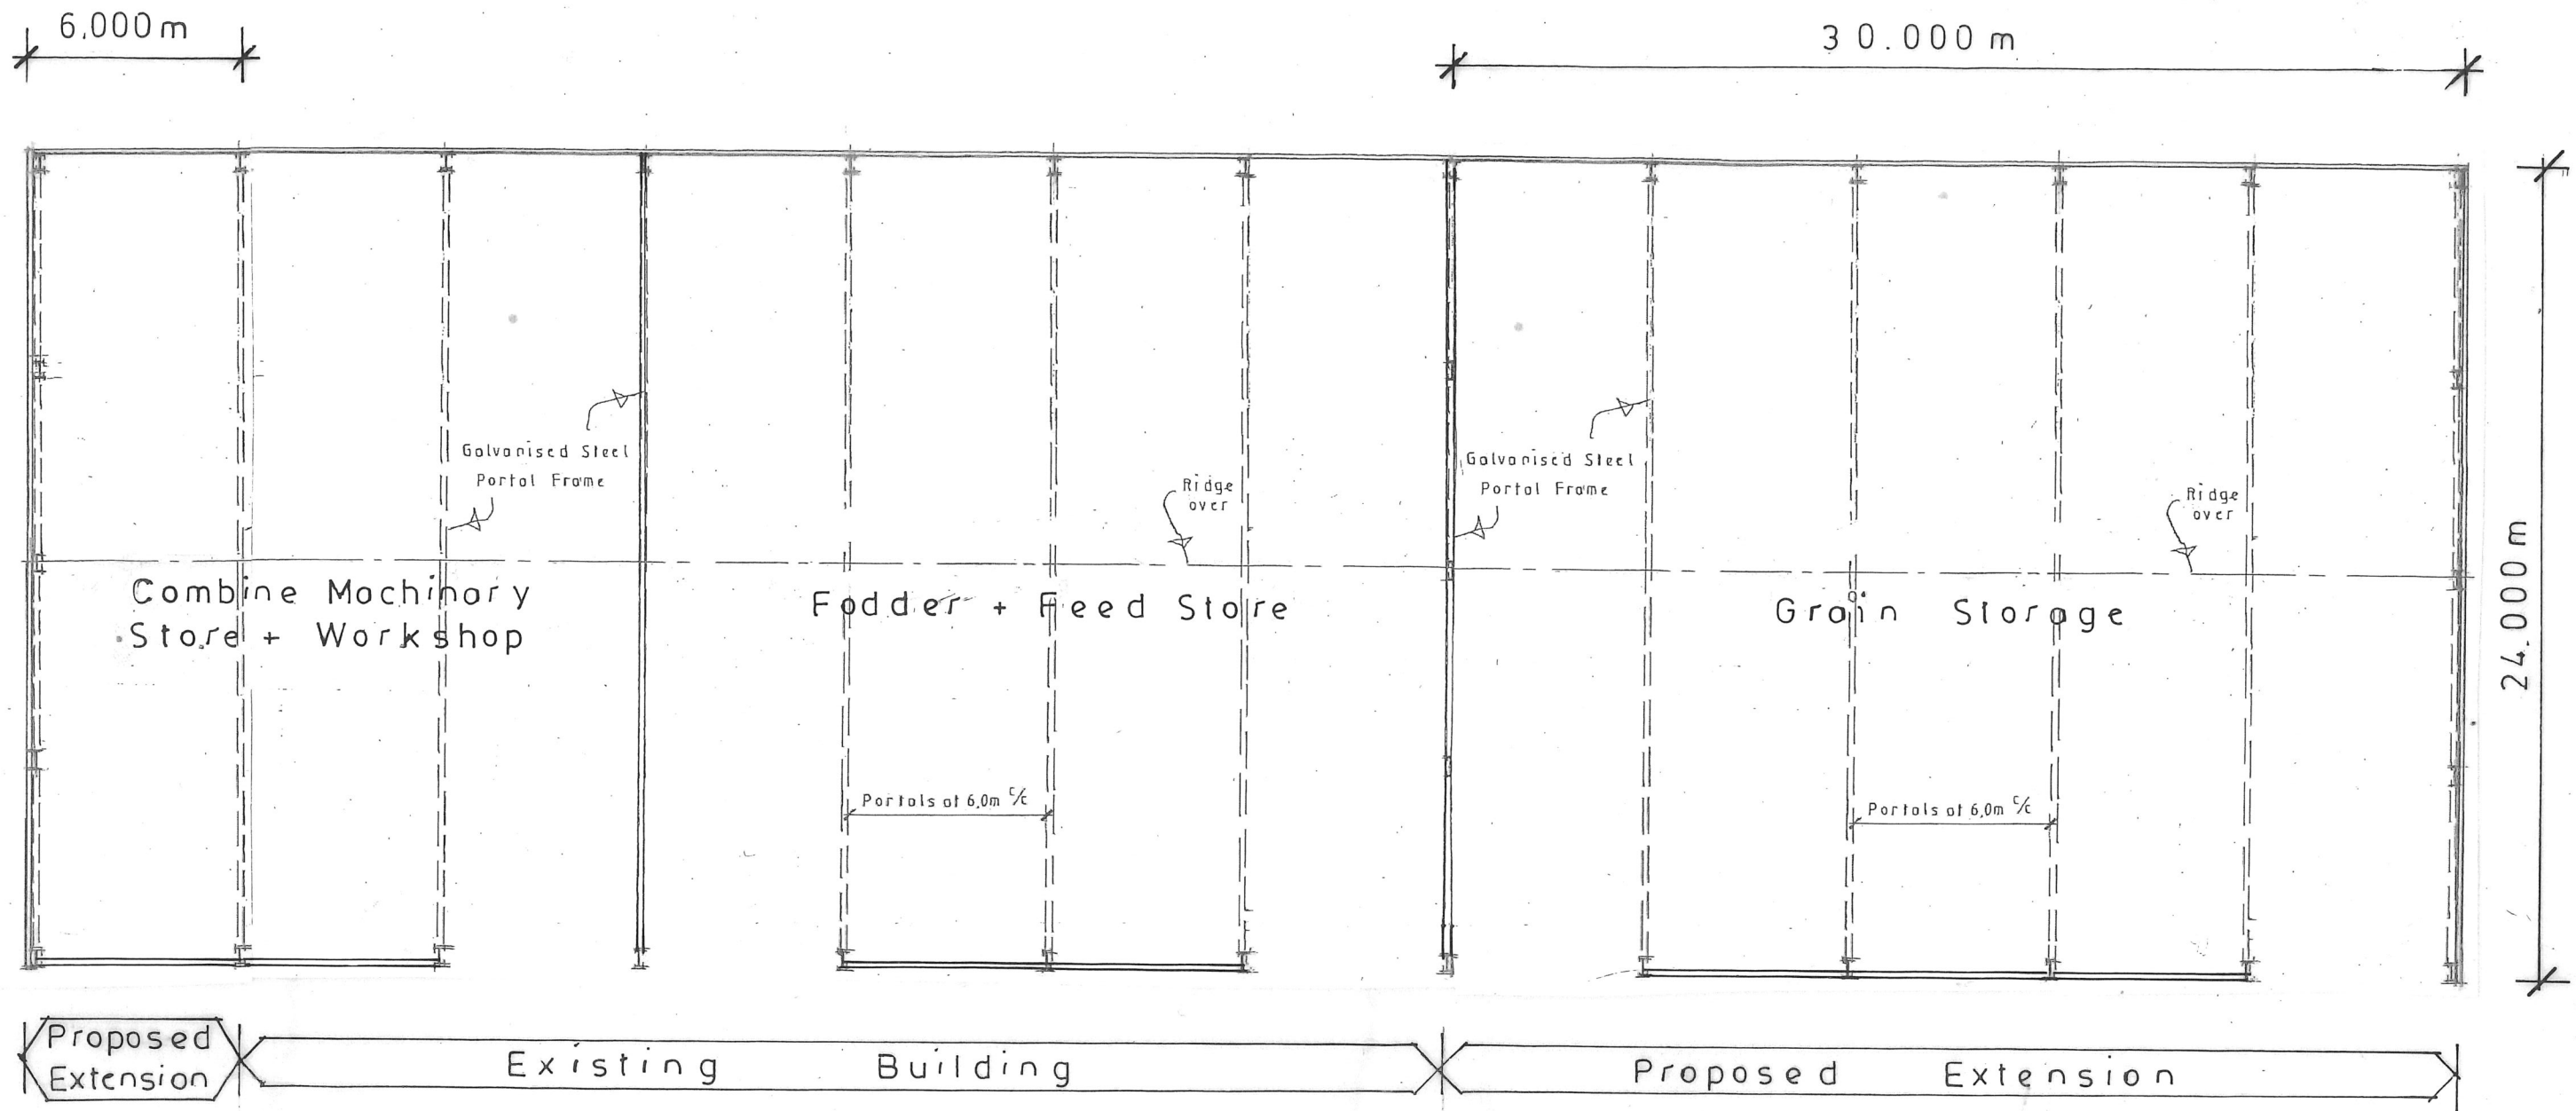 6,000m
30.000m
Galvanised Steel
Portal Frame
Galvanised Steel
Portal Frame
Ridge
over
Ridge
over
24.000m
Combine Machinary
Store + Workshop
Fodder + Feed Store
Grain Storage
Portals at 6,0m c/c
Portals at 6,0m c/c
Proposed
Extension
Existing Building
Proposed Extension